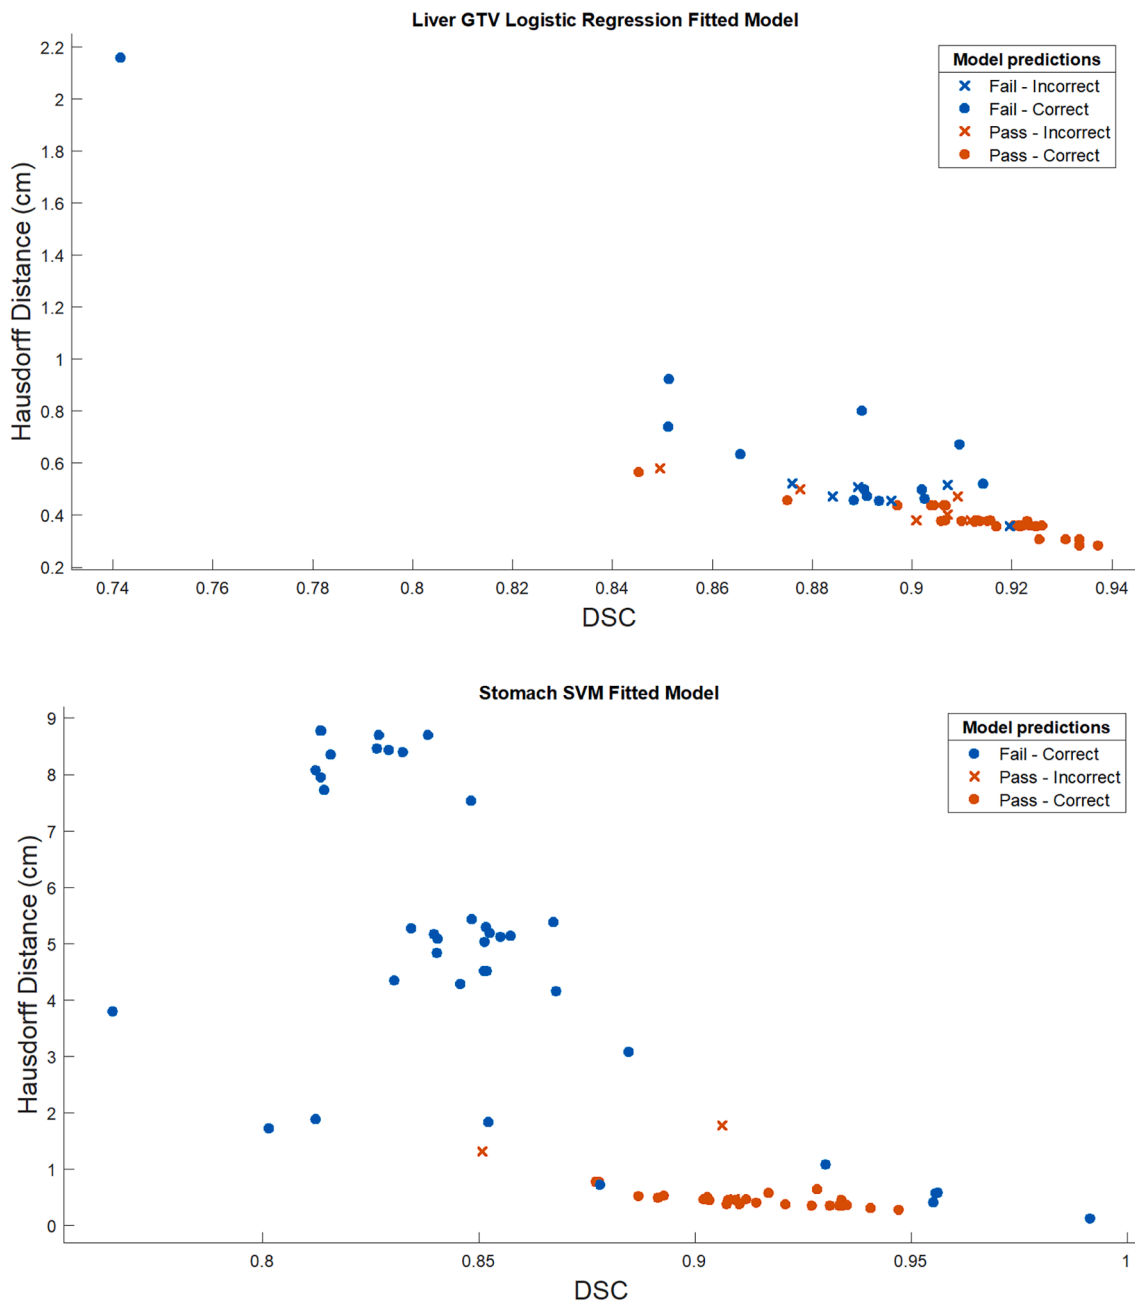 Liver GTV Logistic Regression Fitted Model
Hausdorff Distance (cm)
2.2
2
1.8
1.6
1.4
1.2
1
0.8
0.6
0.4
0.2
Model predictions
Fail - Incorrect
Fail - Correct
Pass - Incorrect
Pass - Correct
0.74 0.76 0.78 0.8 0.82 0.84 0.86 0.88 0.9 0.92 0.94
DSC
Stomach SVM Fitted Model
Hausdorff Distance (cm)
9
8
7
6
5
4
3
2
1
0
Model predictions
Fail - Correct
Pass - Incorrect
Pass - Correct
0.8 0.85 0.9 0.95 1
DSC